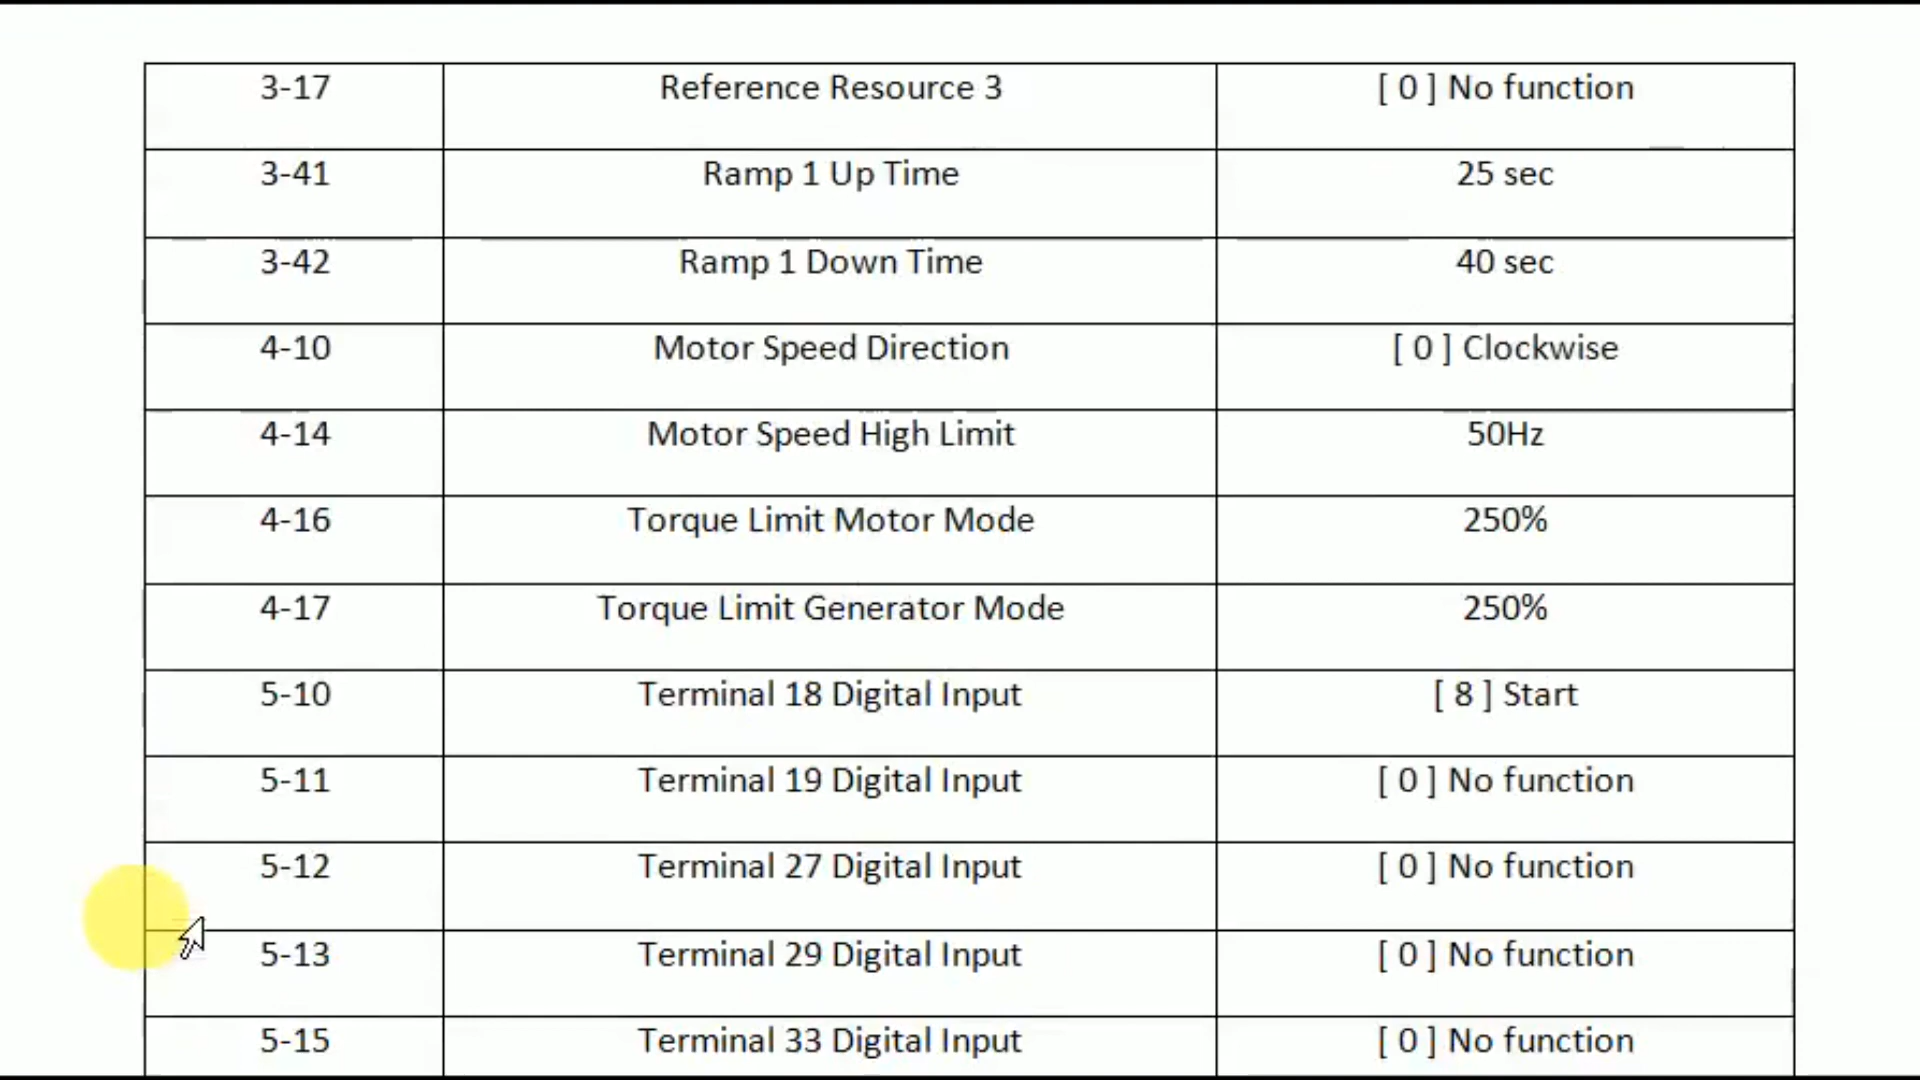 3-17 Reference Resource 3 [ 0 ] No function
3-41 Ramp 1 Up Time 25 sec
3-42 Ramp 1 Down Time 40 sec
4-10 Motor Speed Direction [ 0 ] Clockwise
4-14 Motor Speed High Limit 50Hz
4-16 Torque Limit Motor Mode 250%
4-17 Torque Limit Generator Mode 250%
5-10 Terminal 18 Digital Input [ 8 ] Start
5-11 Terminal 19 Digital Input [ 0 ] No function
5-12 Terminal 27 Digital Input [ 0 ] No function
5-13 Terminal 29 Digital Input [ 0 ] No function
5-15 Terminal 33 Digital Input [ 0 ] No function